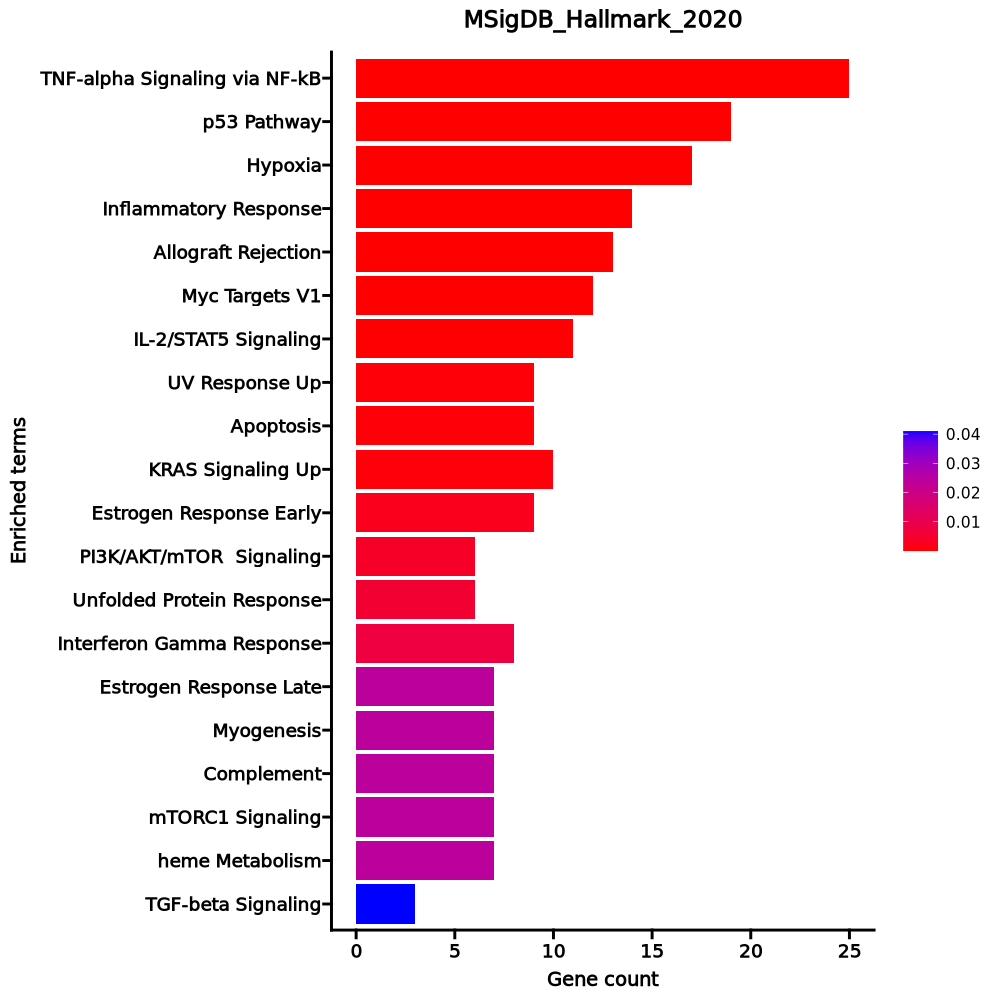 MSigDB_Hallmark_2020
TNF-alpha Signaling via NF-kB
p53 Pathway
Hypoxia
Inflammatory Response
Allograft Rejection
Myc Targets V1
IL-2/STAT5 Signaling
UV Response Up
Apoptosis
KRAS Signaling Up
Estrogen Response Early
PI3K/AKT/mTOR  Signaling
Unfolded Protein Response
Interferon Gamma Response
Estrogen Response Late
Myogenesis
Complement
mTORC1 Signaling
heme Metabolism
TGF-beta Signaling
Enriched terms
0 5 10 15 20 25
Gene count
0.04
0.03
0.02
0.01